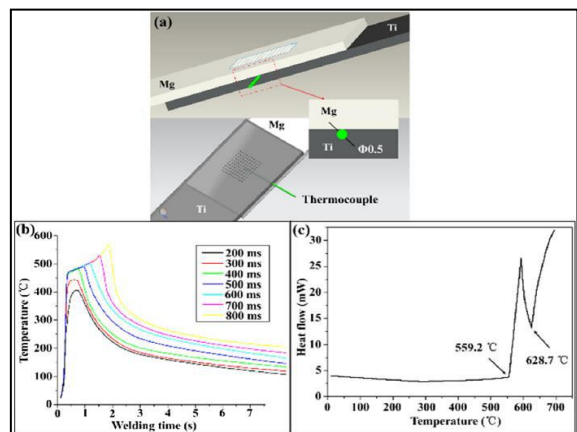 (a)
Ti
Mg
Mg
Mg
Ti
Φ0.5
Thermocouple
Ti
(b)
600
500
400
300
200
100
0
Temperature (℃)
200 ms
300 ms
400 ms
500 ms
600 ms
700 ms
800 ms
0 1 2 3 4 5 6 7
Welding time (s)
(c)
30
25
20
15
10
5
0
Heat flow (mW)
559.2 ℃
628.7 ℃
0 100 200 300 400 500 600 700
Temperature (℃)